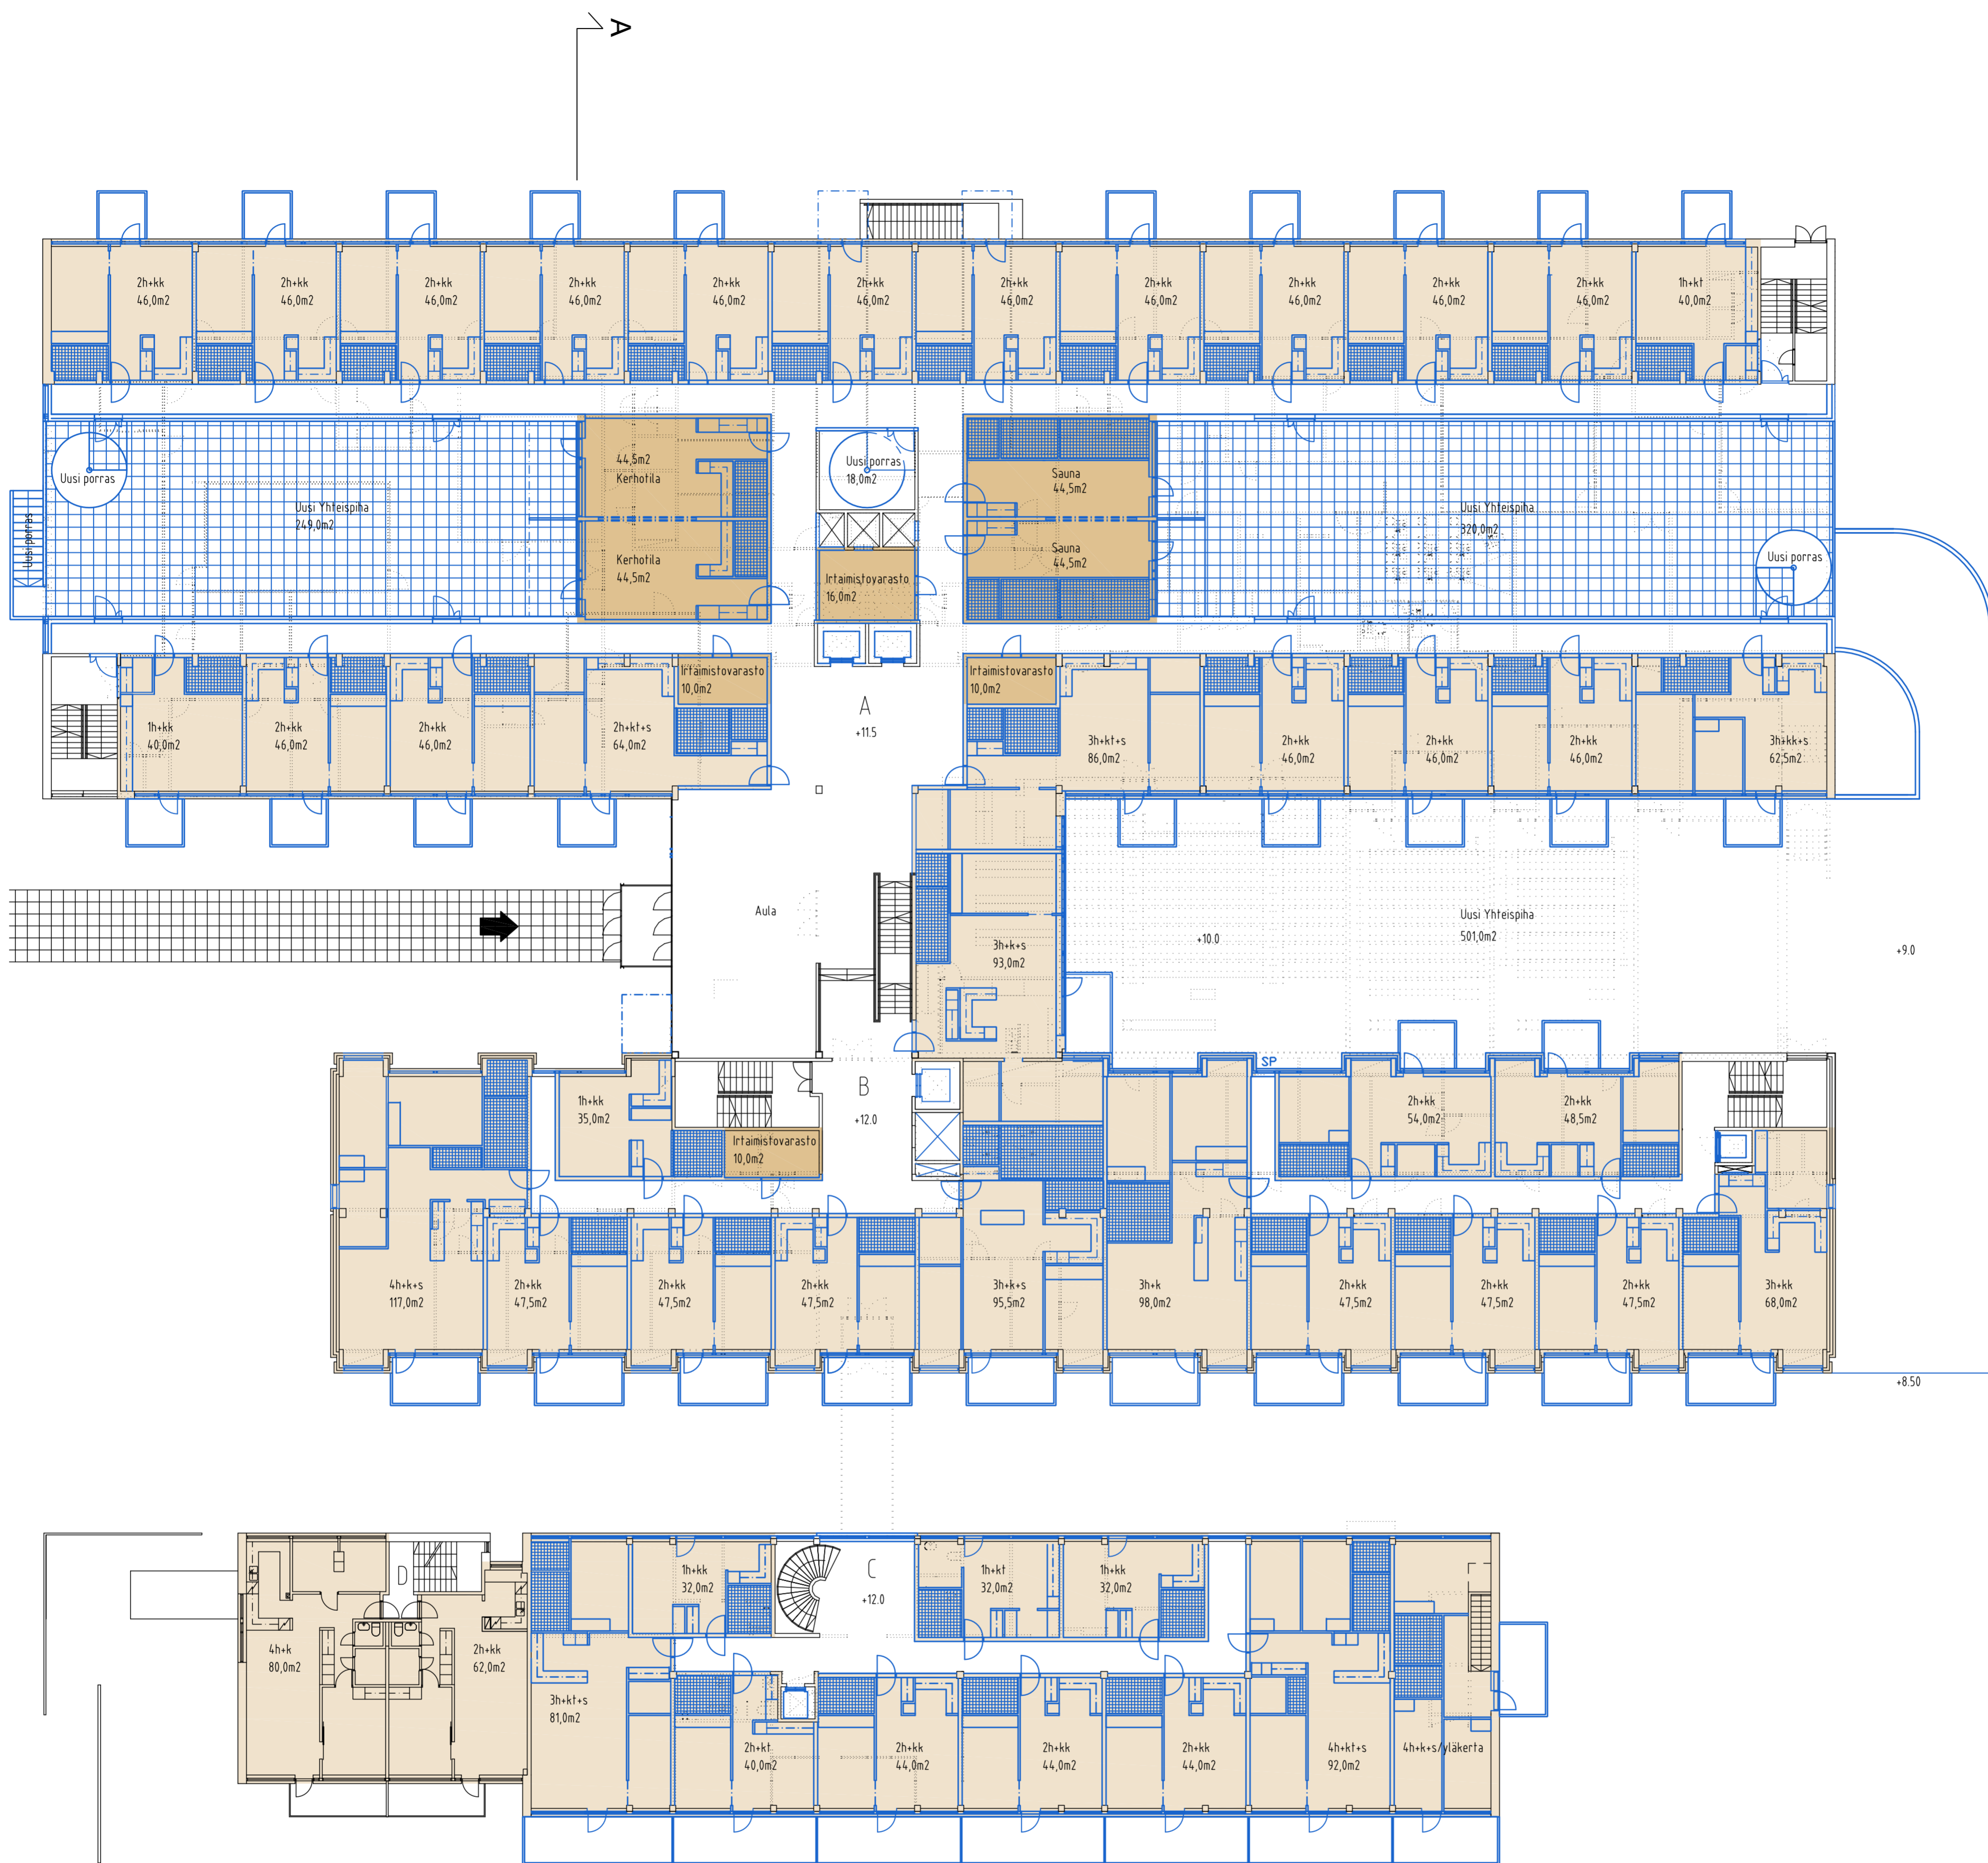 A
2h+kk
46,0m2
2h+kk
46,0m2
2h+kk
46,0m2
2h+kk
46,0m2
2h+kk
46,0m2
2h+kk
46,0m2
2h+kk
46,0m2
2h+kk
46,0m2
2h+kk
46,0m2
2h+kk
46,0m2
2h+kk
46,0m2
1h+kt
40,0m2
Uusi porras
Uusi porras
Uusi Yhteispiha
249,0m2
44,5m2
Kerhotila
Kerhotila
44,5m2
Uusi porras
18,0m2
Irtaimistovarasto
16,0m2
Sauna
44,5m2
Sauna
44,5m2
Uusi Yhteispiha
320,0m2
Uusi porras
1h+kk
40,0m2
2h+kk
46,0m2
2h+kk
46,0m2
2h+kt+s
64,0m2
Irtaimistovarasto
10,0m2
A
+11.5
Irtaimistovarasto
10,0m2
3h+kt+s
86,0m2
2h+kk
46,0m2
2h+kk
46,0m2
2h+kk
46,0m2
3h+kk+s
62,5m2
Aula
3h+k+s
93,0m2
+10.0
Uusi Yhteispiha
501,0m2
+9.0
1h+kk
35,0m2
Irtaimistovarasto
10,0m2
B
+12.0
SP
2h+kk
54,0m2
2h+kk
48,5m2
4h+k+s
117,0m2
2h+kk
47,5m2
2h+kk
47,5m2
2h+kk
47,5m2
3h+k+s
95,5m2
3h+k
98,0m2
2h+kk
47,5m2
2h+kk
47,5m2
2h+kk
47,5m2
3h+kk
68,0m2
+8.50
D
4h+k
80,0m2
2h+kk
62,0m2
1h+kk
32,0m2
C
+12.0
1h+kt
32,0m2
1h+kk
32,0m2
3h+kt+s
81,0m2
2h+kt
40,0m2
2h+kk
44,0m2
2h+kk
44,0m2
2h+kk
44,0m2
4h+kt+s
92,0m2
4h+k+s/yläkerta